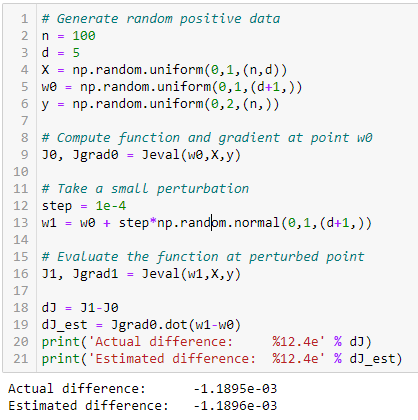 1 # Generate random positive data
2 n = 100
3 d = 5
4 X = np.random.uniform(0,1,(n,d))
5 w0 = np.random.uniform(0,1,(d+1,))
6 y = np.random.uniform(0,2,(n,))
7
8 # Compute function and gradient at point w0
9 J0, Jgrad0 = Jeval(w0,X,y)
10
11 # Take a small perturbation
12 step = 1e-4
13 w1 = w0 + step*np.random.normal(0,1,(d+1,))
14
15 # Evaluate the function at perturbed point
16 J1, Jgrad1 = Jeval(w1,X,y)
17
18 dJ = J1-J0
19 dJ_est = Jgrad0.dot(w1-w0)
20 print('Actual difference:    %12.4e' % dJ)
21 print('Estimated difference: %12.4e' % dJ_est)
Actual difference:     -1.1895e-03
Estimated difference:  -1.1896e-03